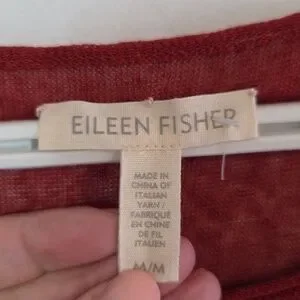 EILEEN FISHER
MADE IN
CHINA OF
ITALIAN
YARN /
FABRIQUÉ
EN CHINE
DE FIL
ITALIEN
M/M